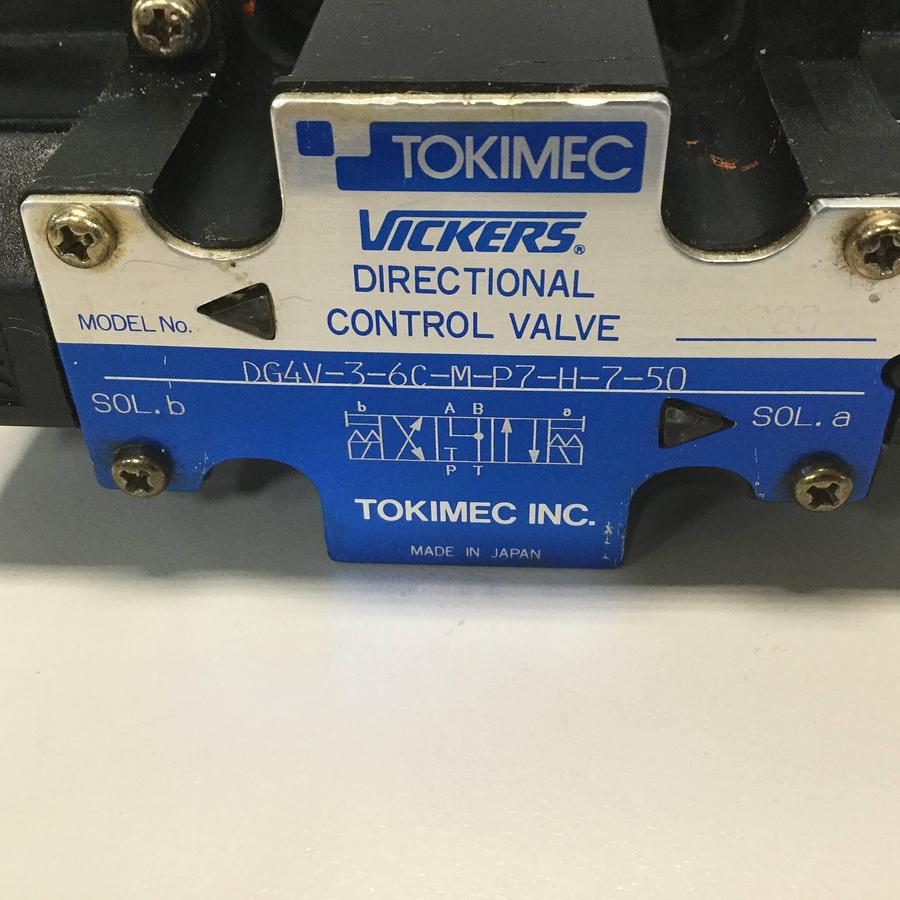 TOKIMEC
VICKERS®
DIRECTIONAL
CONTROL VALVE
MODEL No.
DG4V-3-6C-M-P7-H-7-50
SOL.b
b A B a
SOL.a
T
P T
TOKIMEC INC.
MADE IN JAPAN